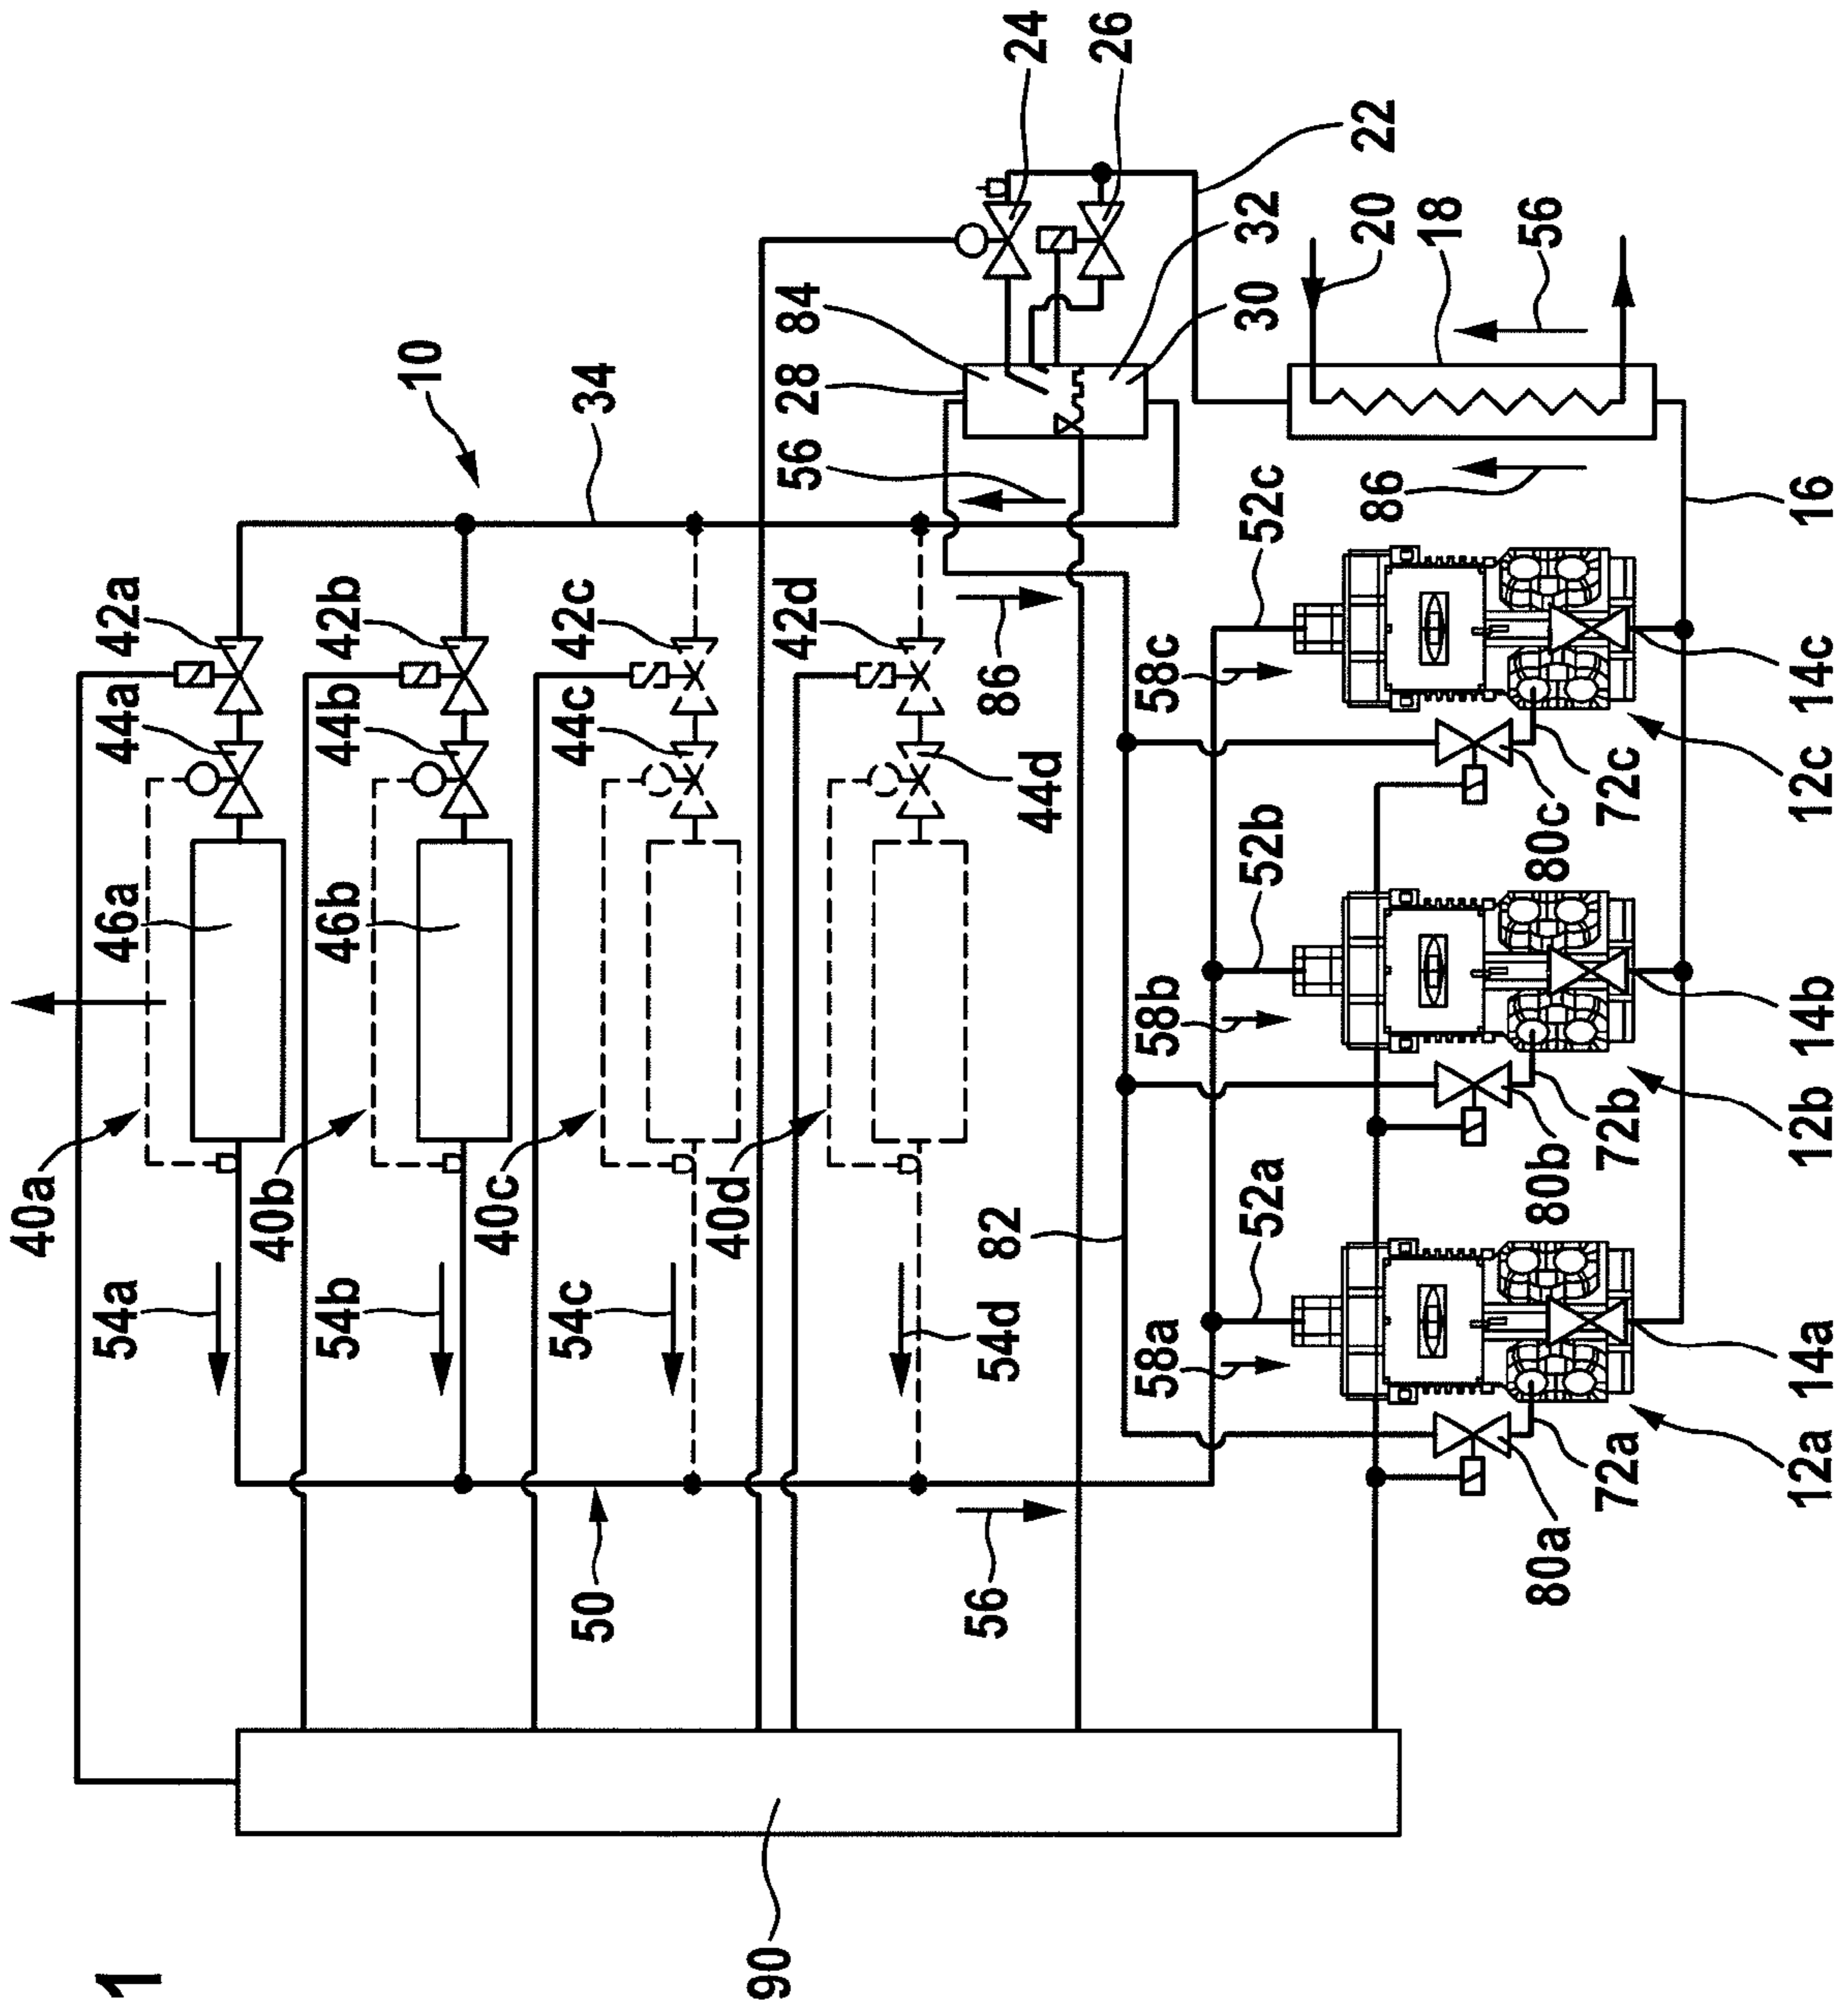 1
40a
54a 46a 44a 42a
40b
54b 46b 44b 42b
10
40c
50 54c 44c 42c 34
40d
90 42d 56 28 84
56 54d 82 44d 86 24
26
58a 58b 58c
52a 52b 52c 30 32
86 20 22
18
80a 80b 80c 56
72a 72b 72c
12a 14a 12b 14b 12c 14c 16